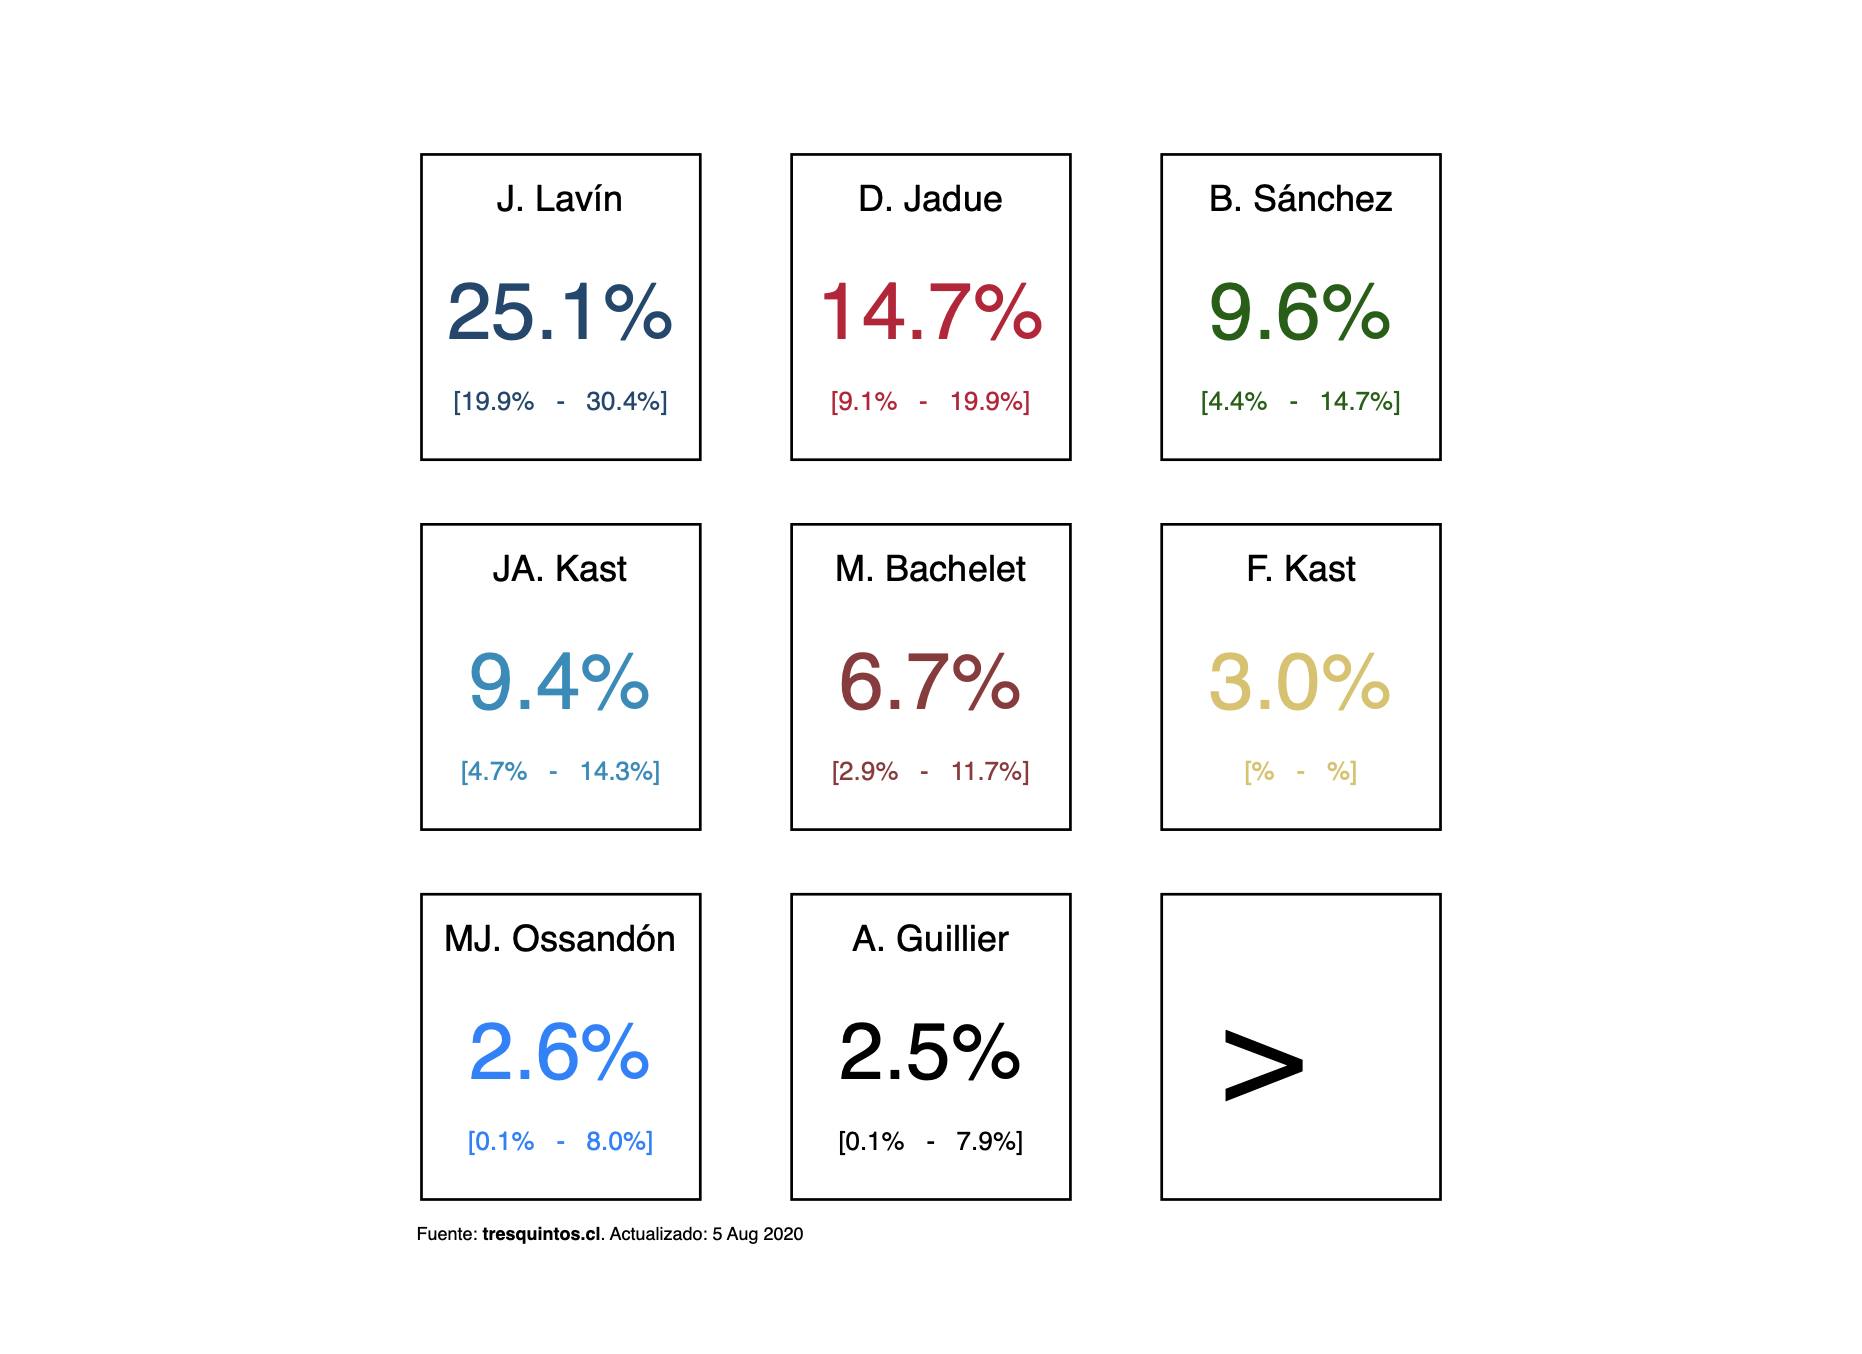 J. Lavín
25.1%
[19.9% - 30.4%]
D. Jadue
14.7%
[9.1% - 19.9%]
B. Sánchez
9.6%
[4.4% - 14.7%]
JA. Kast
9.4%
[4.7% - 14.3%]
M. Bachelet
6.7%
[2.9% - 11.7%]
F. Kast
3.0%
[% - %]
MJ. Ossandón
2.6%
[0.1% - 8.0%]
A. Guillier
2.5%
[0.1% - 7.9%]
>
Fuente: tresquintos.cl. Actualizado: 5 Aug 2020